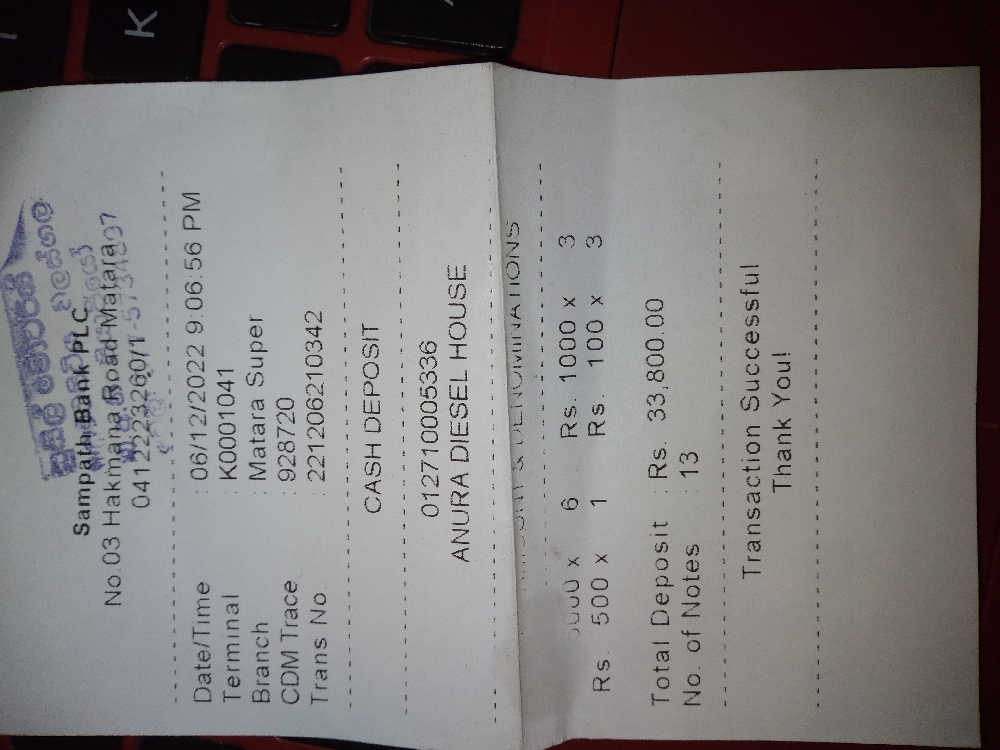 Sampath Bank PLC
No.03 Hakmana Road Matara
0412223260/1
Date/Time : 06/12/2022 9:06:56 PM
Terminal : K0001041
Branch : Matara Super
CDM Trace : 928720
Trans No : 221206210342
CASH DEPOSIT
012710005336
ANURA DIESEL HOUSE
& DENOMINATIONS
000 x 6 Rs. 1000 x 3
Rs. 500 x 1 Rs. 100 x 3
Total Deposit : Rs. 33,800.00
No. of Notes : 13
Transaction Successful
Thank You!